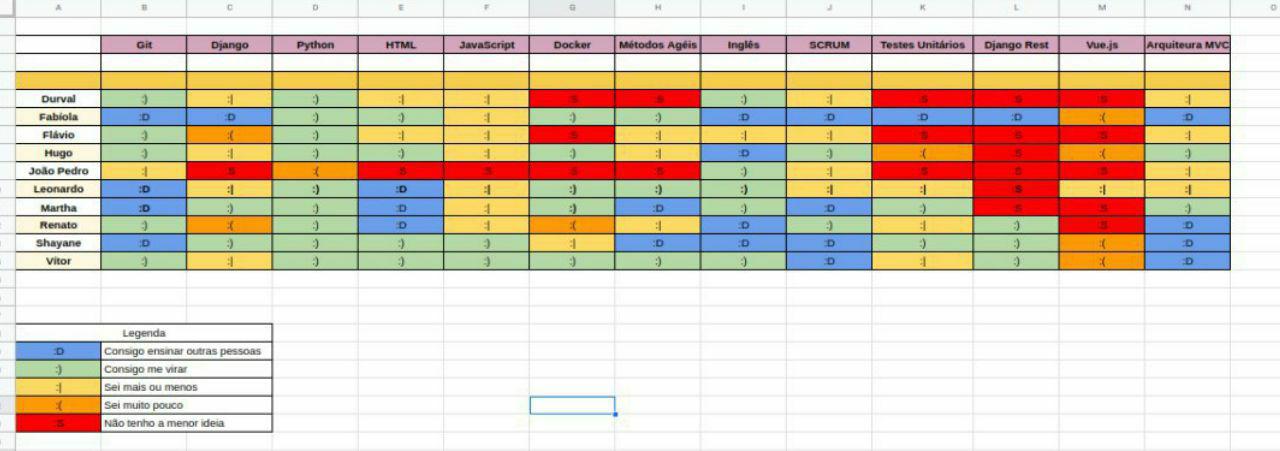 A B C D E F G H I J K L M N O
Git Django Python HTML JavaScript Docker Métodos Agéis Inglês SCRUM Testes Unitários Django Rest Vue.js Arquiteura MVC
Durval :) :| :) :| :| :S :S :) :| :S :S :S :|
Fabíola :D :D :) :) :| :) :) :D :D :D :D :( :D
Flávio :) :( :) :| :| :S :| :| :| :S :S :S :|
Hugo :) :| :) :) :| :) :| :D :) :( :S :( :)
João Pedro :| :S :( :S :S :S :S :) :| :S :S :S :|
Leonardo :D :| :) :D :| :) :) :) :| :| :S :| :|
Martha :D :) :) :D :| :) :D :) :D :) :S :S :)
Renato :) :( :) :D :| :( :| :D :) :| :) :S :D
Shayane :D :) :) :) :) :| :D :D :D :) :) :( :D
Vítor :) :| :) :) :) :) :) :) :D :| :) :( :D
Legenda
:D Consigo ensinar outras pessoas
:) Consigo me virar
:| Sei mais ou menos
:( Sei muito pouco
:S Não tenho a menor ideia